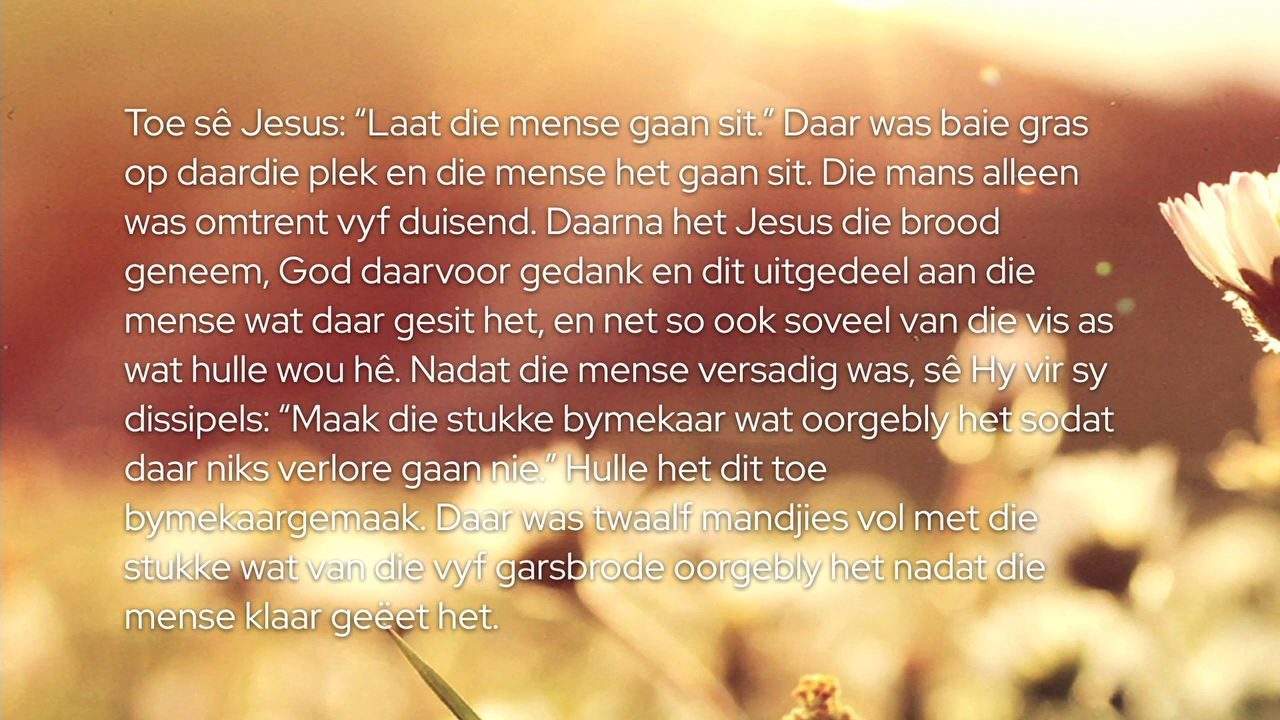 Toe sê Jesus: “Laat die mense gaan sit.” Daar was baie gras
op daardie plek en die mense het gaan sit. Die mans alleen
was omtrent vyf duisend. Daarna het Jesus die brood
geneem, God daarvoor gedank en dit uitgedeel aan die
mense wat daar gesit het, en net so ook soveel van die vis as
wat hulle wou hê. Nadat die mense versadig was, sê Hy vir sy
dissipels: “Maak die stukke bymekaar wat oorgebly het sodat
daar niks verlore gaan nie.” Hulle het dit toe
bymekaargemaak. Daar was twaalf mandjies vol met die
stukke wat van die vyf garsbrode oorgebly het nadat die
mense klaar geëet het.